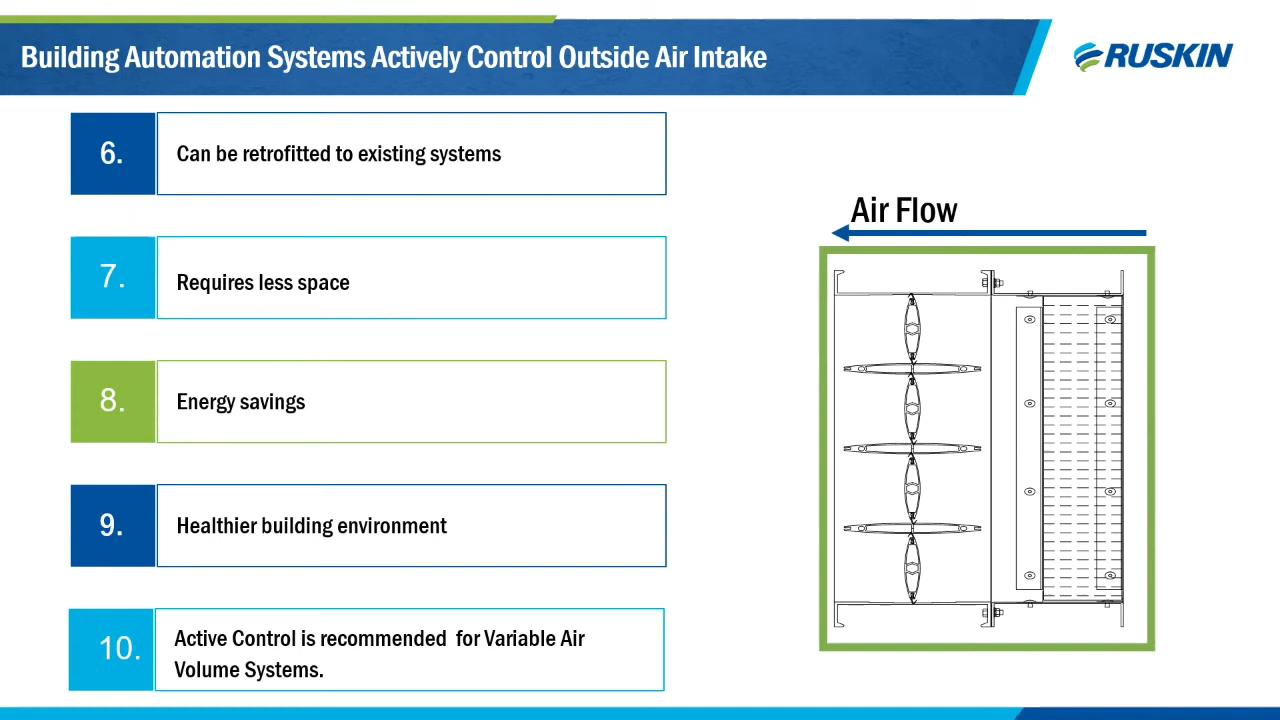 Building Automation Systems Actively Control Outside Air Intake
RUSKIN
6.
Can be retrofitted to existing systems
7.
Requires less space
8.
Energy savings
9.
Healthier building environment
10.
Active Control is recommended  for Variable Air
Volume Systems.
Air Flow